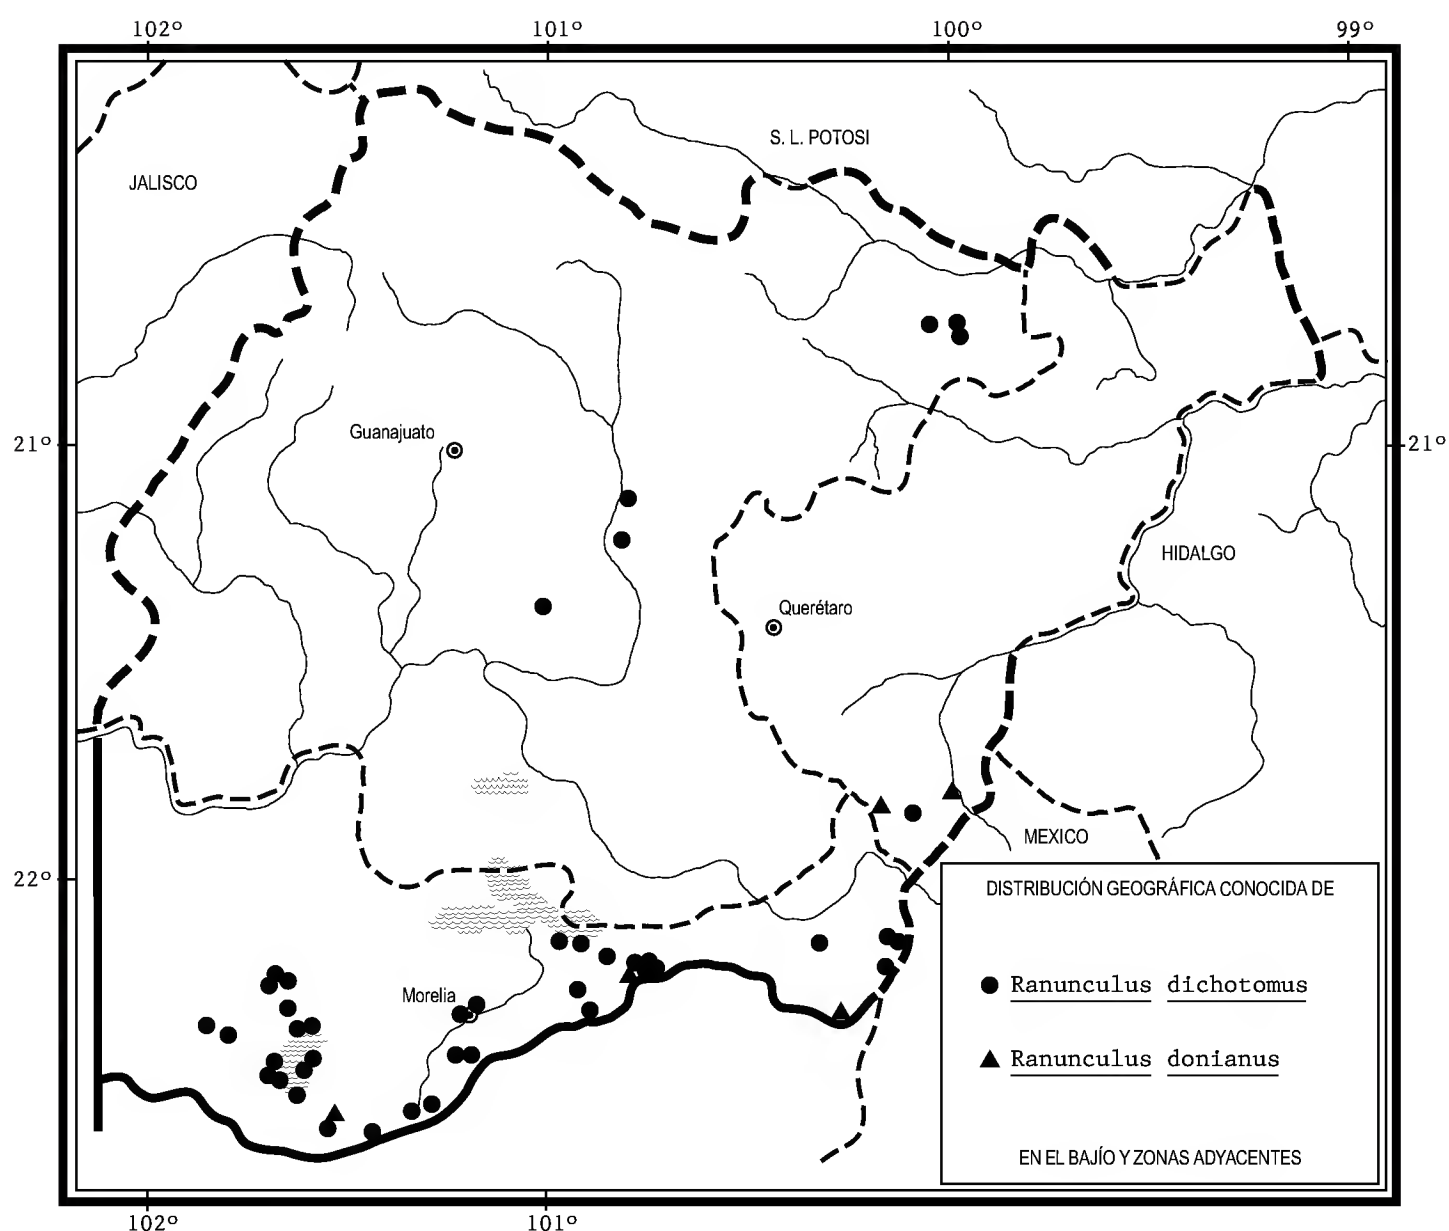 102° 101° 100° 99°
S. L. POTOSI
JALISCO
Guanajuato
21° 21°
HIDALGO
Querétaro
MEXICO
22°
DISTRIBUCIÓN GEOGRÁFICA CONOCIDA DE
Ranunculus dichotomus
Morelia
Ranunculus donianus
EN EL BAJÍO Y ZONAS ADYACENTES
102° 101°